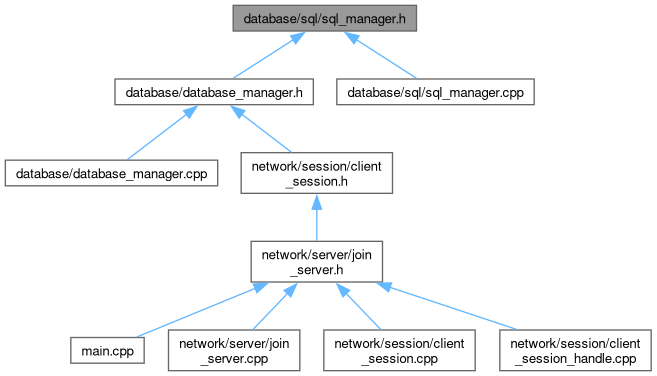 database/sql/sql_manager.h
database/database_manager.h
database/sql/sql_manager.cpp
database/database_manager.cpp
network/session/client
_session.h
network/server/join
_server.h
main.cpp
network/server/join
_server.cpp
network/session/client
_session.cpp
network/session/client
_session_handle.cpp